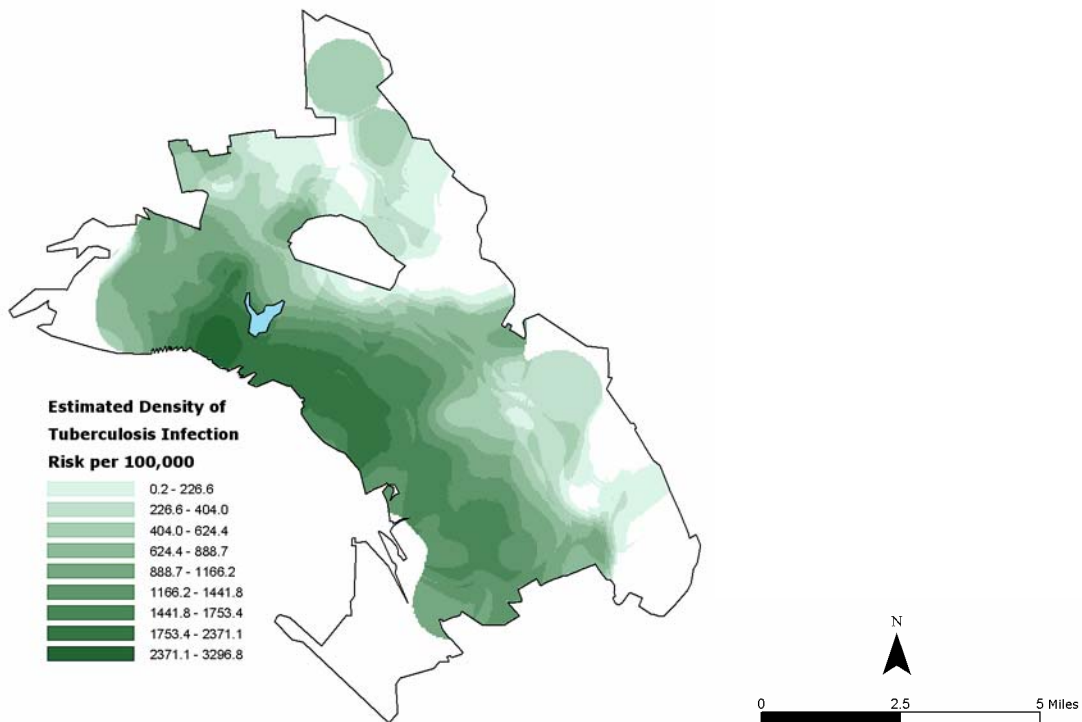 Estimated Density of
Tuberculosis Infection
Risk per 100,000
0.2 - 226.6
226.6 - 404.0
404.0 - 624.4
624.4 - 888.7
888.7 - 1166.2
1166.2 - 1441.8
1441.8 - 1753.4
1753.4 - 2371.1
2371.1 - 3296.8
N
0 2.5 5 Miles